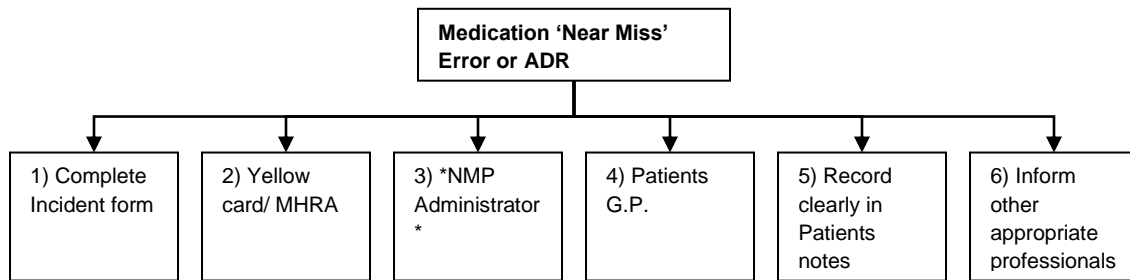 Medication ‘Near Miss’
Error or ADR
1) Complete
Incident form
2) Yellow
card/ MHRA
3) *NMP
Administrator
*
4) Patients
G.P.
5) Record
clearly in
Patients
notes
6) Inform
other
appropriate
professionals